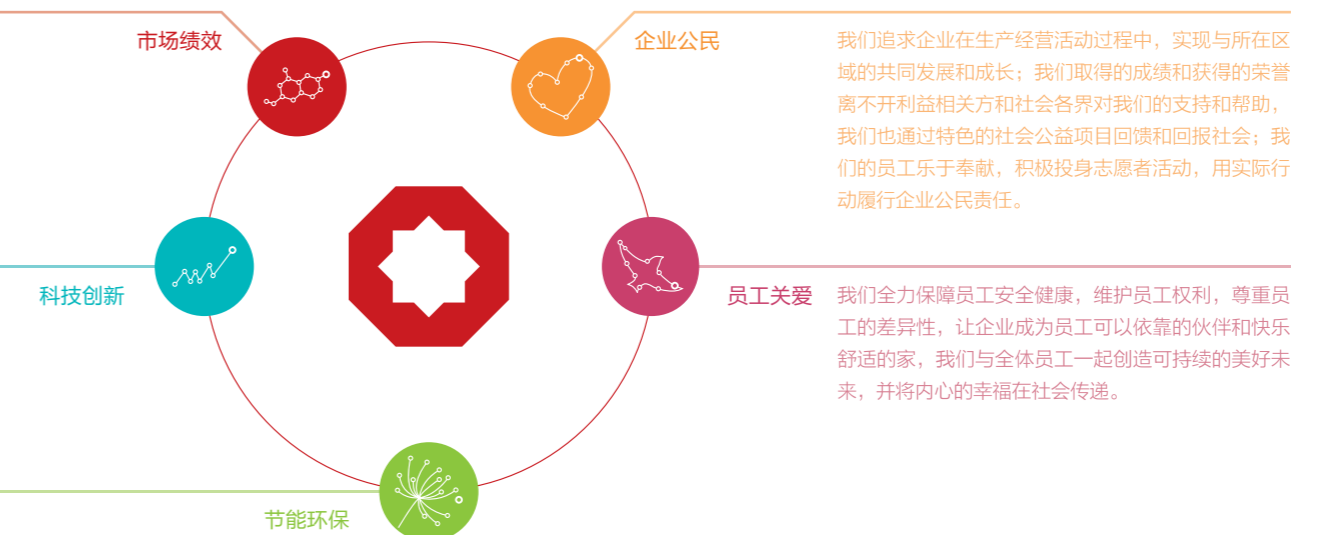 市场绩效
企业公民
我们追求企业在生产经营活动过程中，实现与所在区
域的共同发展和成长；我们取得的成绩和获得的荣誉
离不开利益相关方和社会各界对我们的支持和帮助，
我们也通过特色的社会公益项目回馈和回报社会；我
们的员工乐于奉献，积极投身志愿者活动，用实际行
动履行企业公民责任。
科技创新
员工关爱
我们全力保障员工安全健康，维护员工权利，尊重员
工的差异性，让企业成为员工可以依靠的伙伴和快乐
舒适的家，我们与全体员工一起创造可持续的美好未
来，并将内心的幸福在社会传递。
节能环保